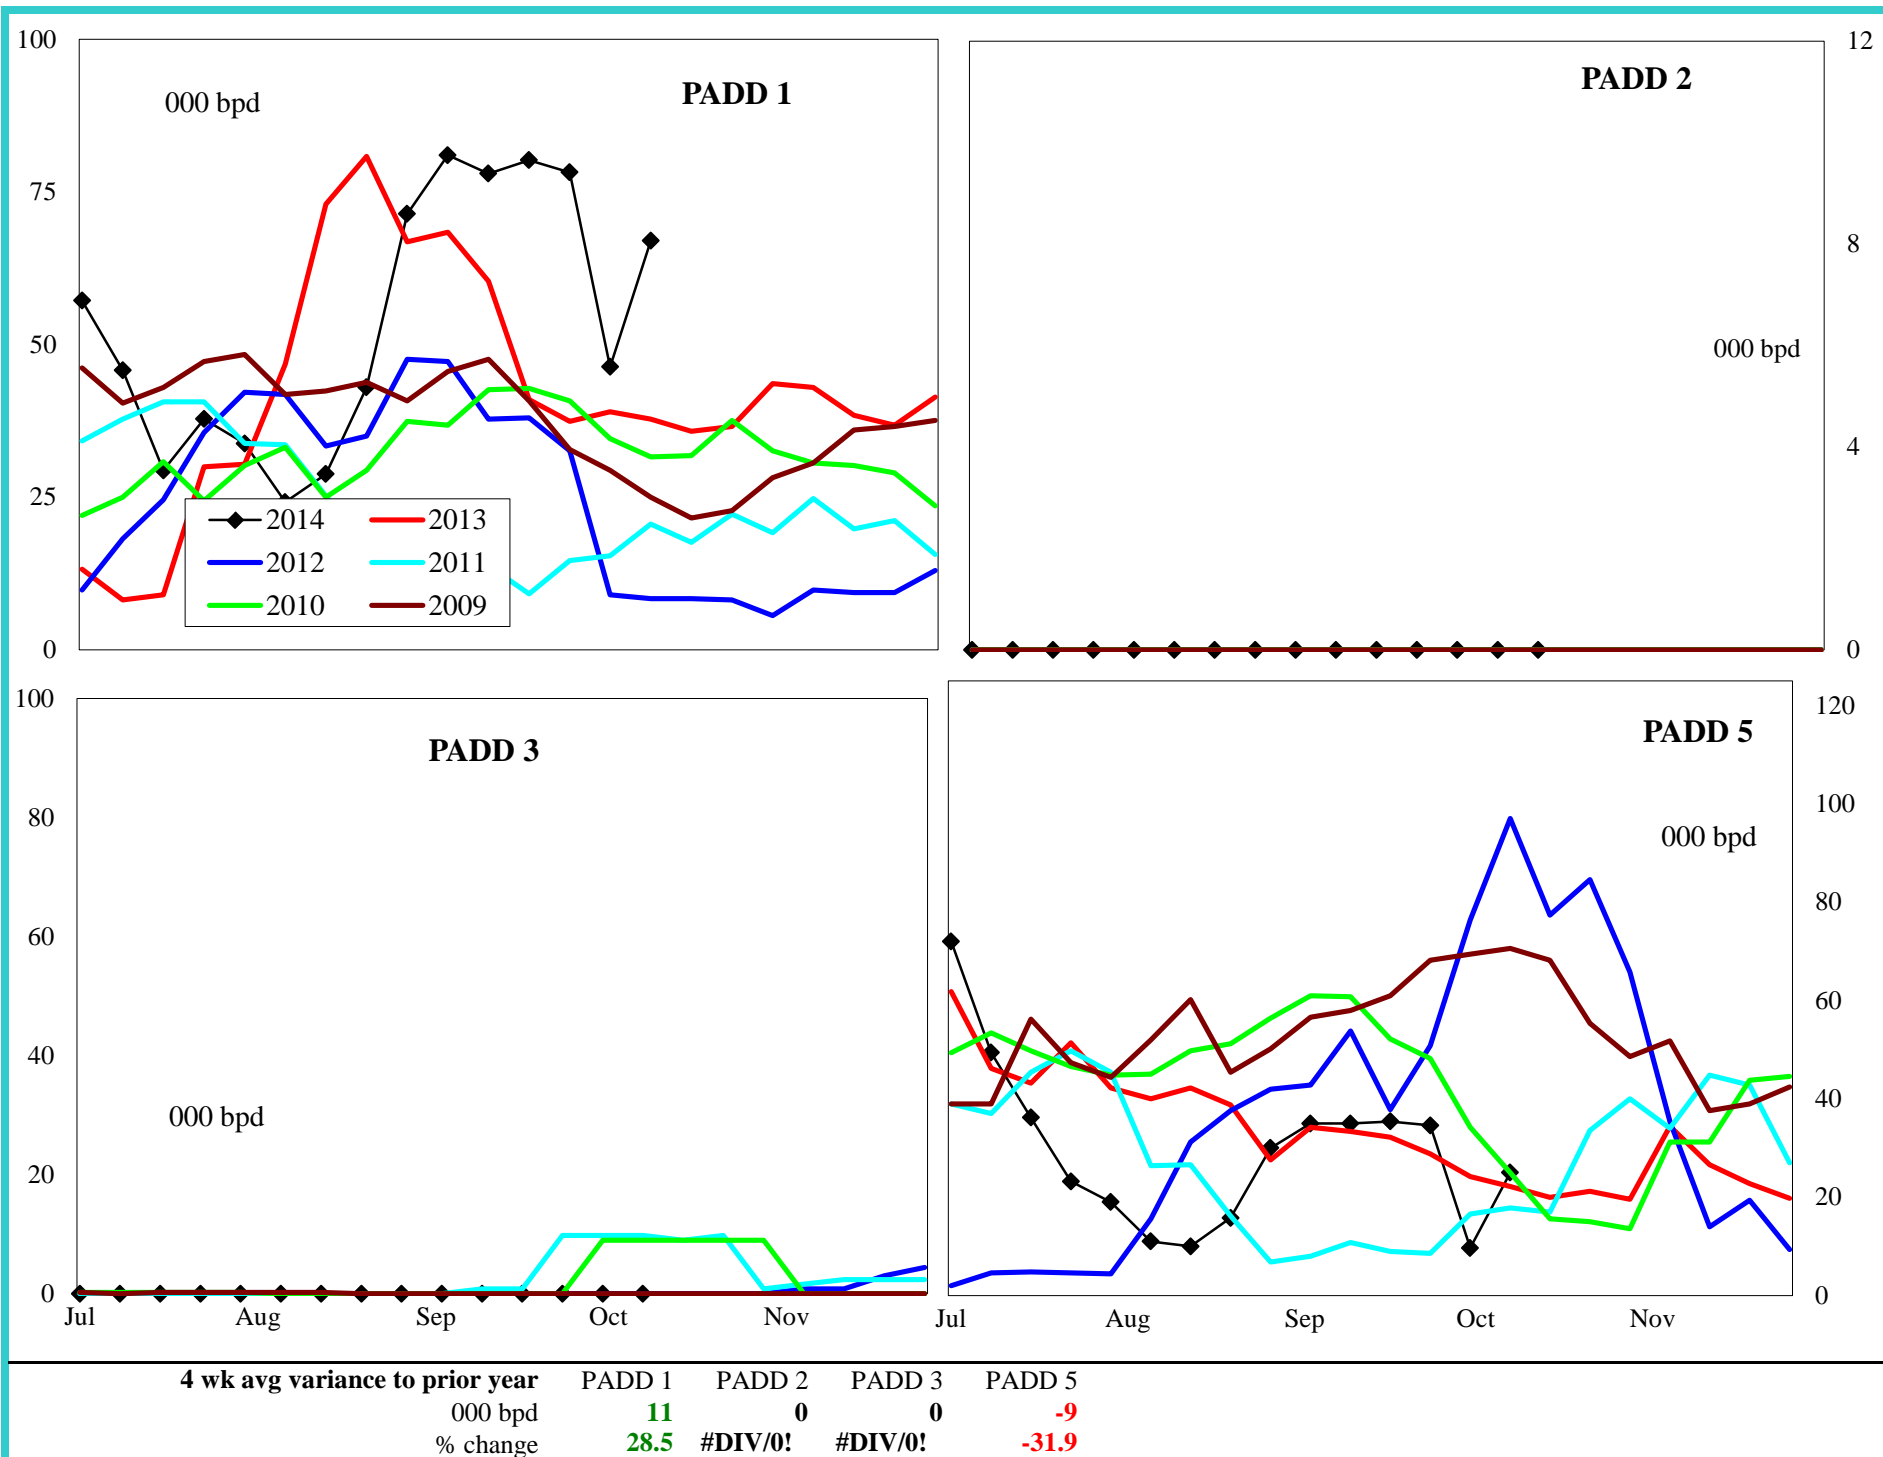 100
75
50
25
0
000 bpd
PADD 1
2014 2013
2012 2011
2010 2009
PADD 2
12
8
4
0
000 bpd
100
80
60
40
20
0
PADD 3
000 bpd
Jul Aug Sep Oct Nov
PADD 5
120
100
80
60
40
20
0
000 bpd
Jul Aug Sep Oct Nov
4 wk avg variance to prior year PADD 1 PADD 2 PADD 3 PADD 5
000 bpd 11 0 0 -9
% change 28.5 #DIV/0! #DIV/0! -31.9